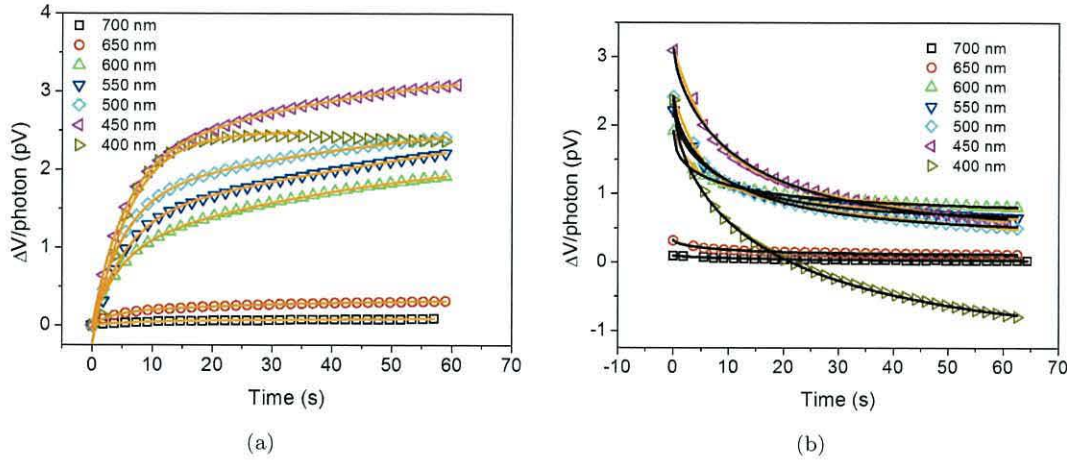 4
3
2
1
0
ΔV/photon (pV)
700 nm
650 nm
600 nm
550 nm
500 nm
450 nm
400 nm
0 10 20 30 40 50 60 70
Time (s)
(a)
3
2
1
0
-1
ΔV/photon (pV)
700 nm
650 nm
600 nm
550 nm
500 nm
450 nm
400 nm
-10 0 10 20 30 40 50 60 70
Time (s)
(b)